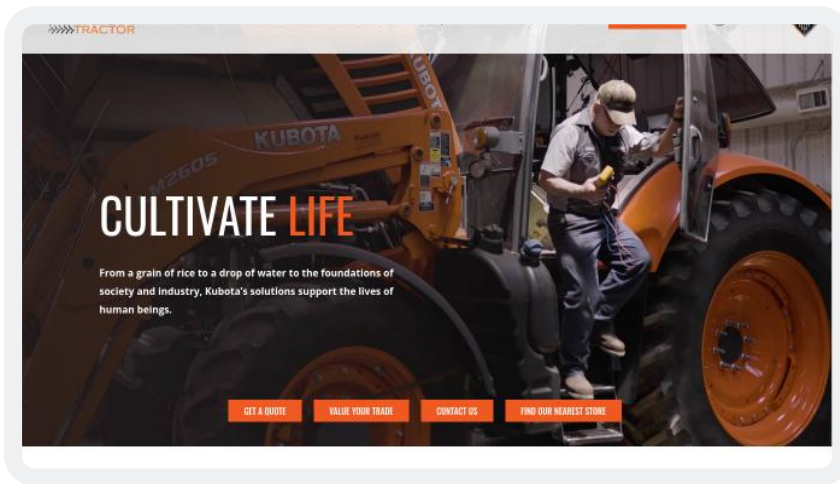 TRACTOR
KUBOT
KUBOTA
M2605
CULTIVATE LIFE
From a grain of rice to a drop of water to the foundations of
society and industry, Kubota's solutions support the lives of
human beings.
GET A QUOTE
VALUE YOUR TRADE
CONTACT US
FIND OUR NEAREST STORE